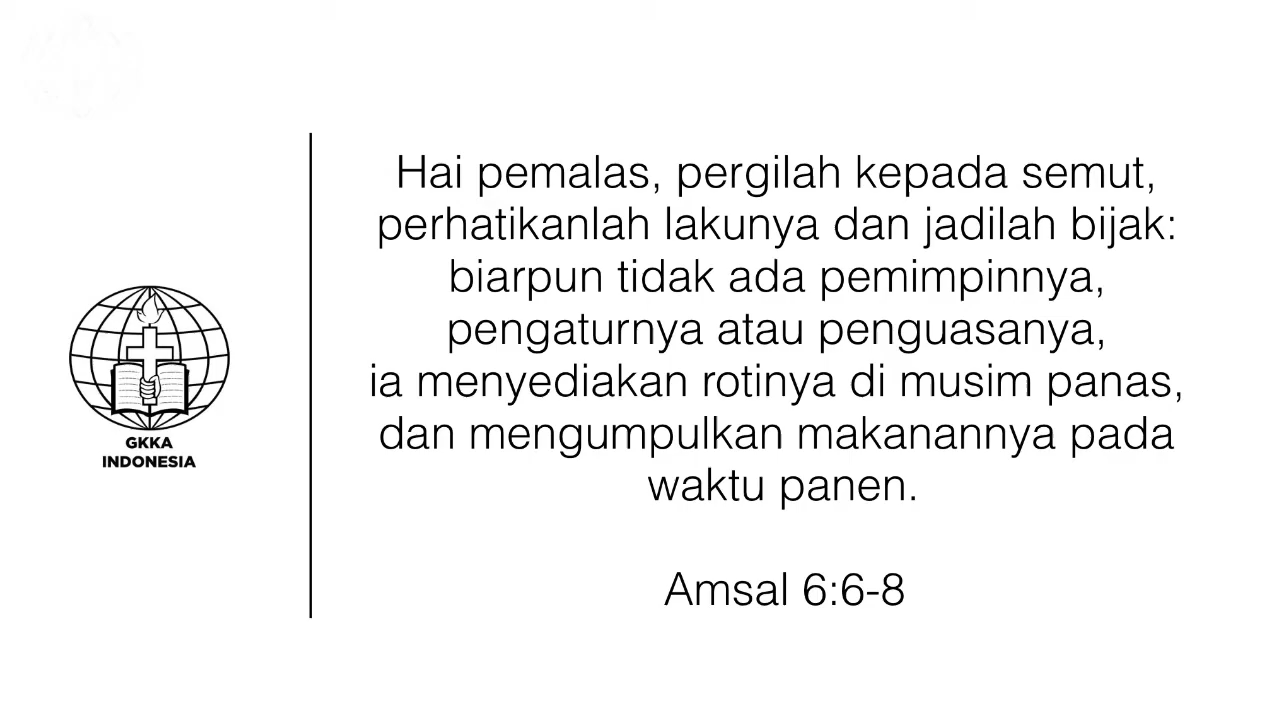 Hai pemalas, pergilah kepada semut,
perhatikanlah lakunya dan jadilah bijak:
biarpun tidak ada pemimpinnya,
pengaturnya atau penguasanya,
ia menyediakan rotinya di musim panas,
dan mengumpulkan makanannya pada
waktu panen.
Amsal 6:6-8
GKKA
INDONESIA